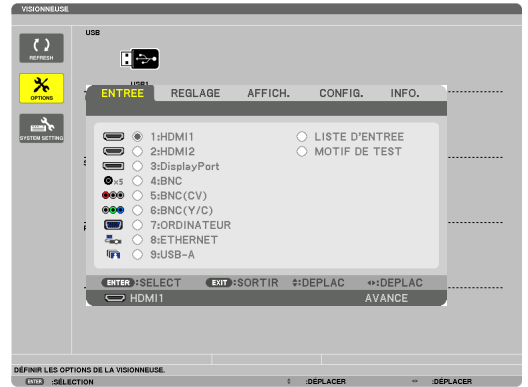 VISIONNEUSE
USB
REFRESH
USB1
OPTIONS
SYSTEM SETTING
ENTREE REGLAGE AFFICH. CONFIG. INFO.
1:HDMI1
2:HDMI2
3:DisplayPort
×5 4:BNC
5:BNC(CV)
6:BNC(Y/C)
7:ORDINATEUR
8:ETHERNET
9:USB-A
LISTE D'ENTREE
MOTIF DE TEST
ENTER :SELECT EXIT :SORTIR :DEPLAC :DEPLAC
HDMI1 AVANCE
DÉFINIR LES OPTIONS DE LA VISIONNEUSE.
ENTER :SÉLECTION :DÉPLACER :DÉPLACER